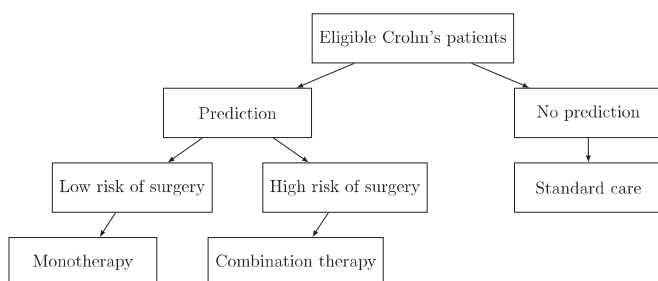 Eligible Crohn's patients
Prediction
No prediction
Low risk of surgery
High risk of surgery
Standard care
Monotherapy
Combination therapy